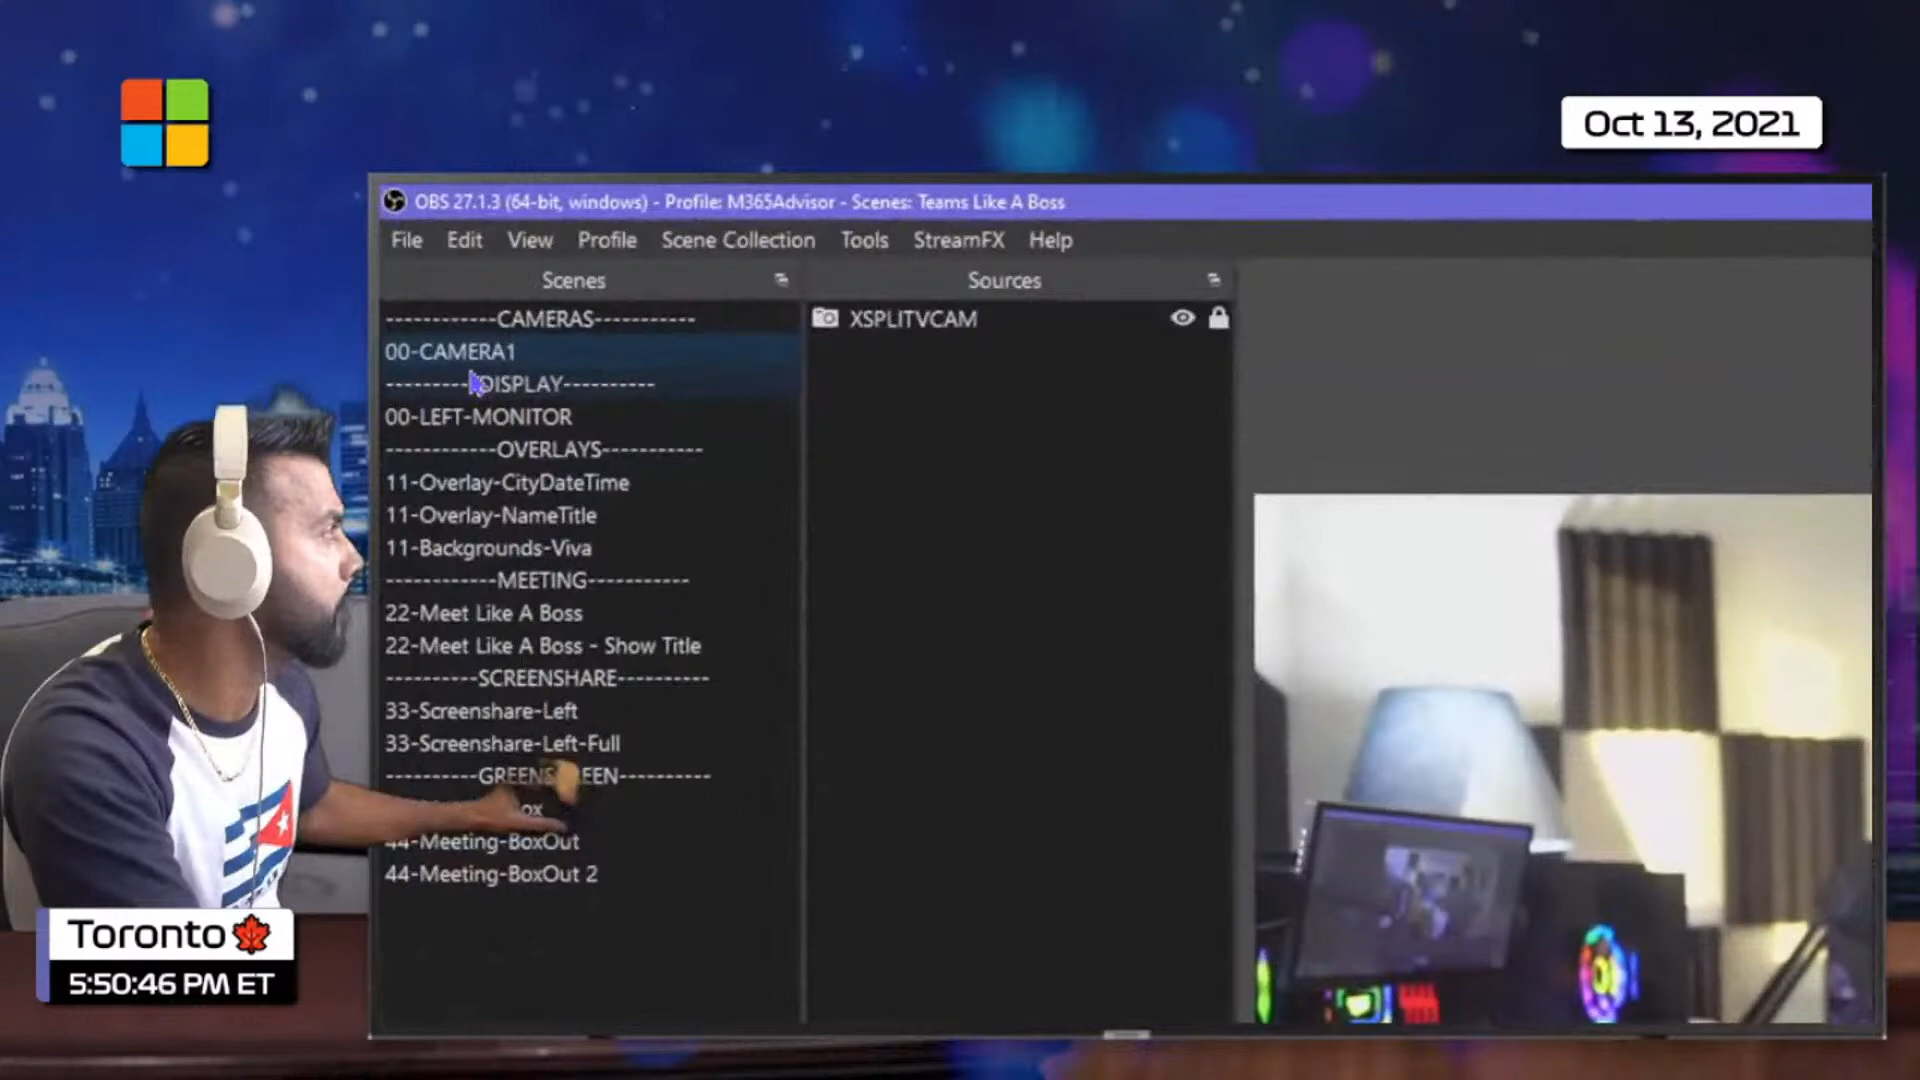 Oct 13, 2021
OBS 27.1.3 (64-bit, windows) - Profile: M365Advisor - Scenes: Teams Like A Boss
File Edit View Profile Scene Collection Tools StreamFX Help
Scenes
Sources
------------CAMERAS-----------
00-CAMERA1
---------DISPLAY----------
00-LEFT-MONITOR
------------OVERLAYS-----------
11-Overlay-CityDateTime
11-Overlay-NameTitle
11-Backgrounds-Viva
------------MEETING-----------
22-Meet Like A Boss
22-Meet Like A Boss - Show Title
----------SCREENSHARE----------
33-Screenshare-Left
33-Screenshare-Left-Full
----------GREENSCREEN----------
44-Meeting-BoxOut
44-Meeting-BoxOut 2
XSPLITVCAM
Toronto
5:50:46 PM ET